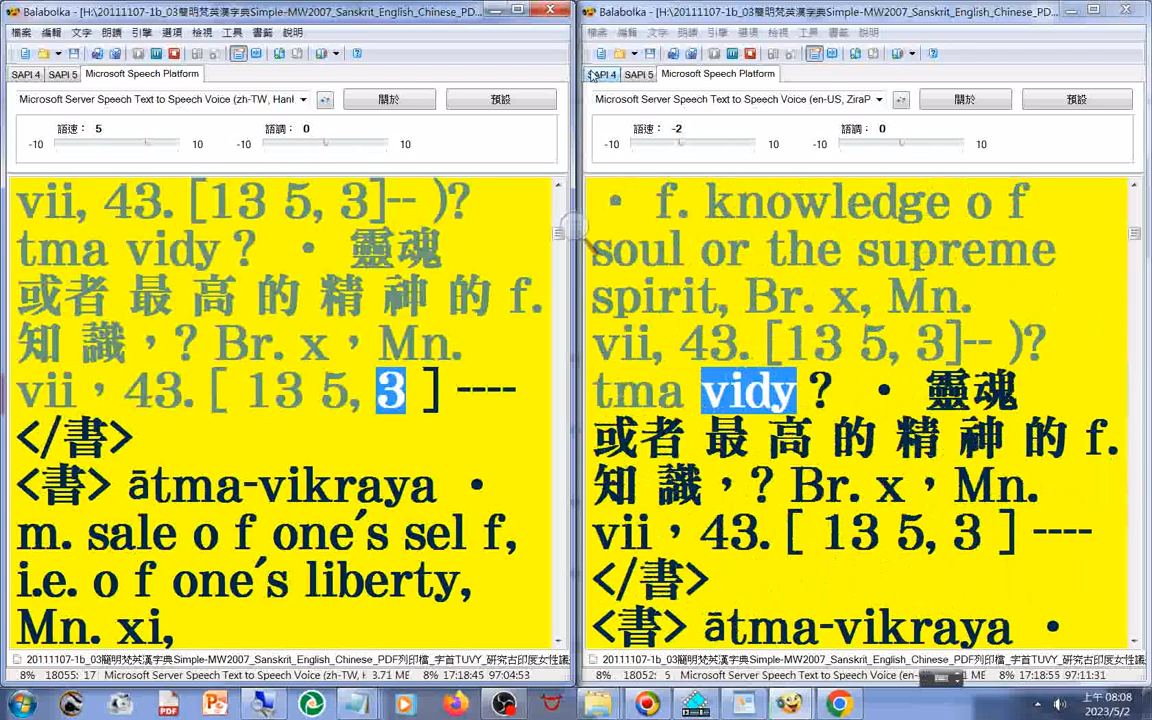 Balabolka - [H:\20111107-1b_03簡明梵英漢字典Simple-MW2007_Sanskrit_English_Chinese_PD...
檔案 編輯 文字 朗讀 引擎 選項 檢視 工具 書籤 說明
SAPI 4 SAPI 5 Microsoft Speech Platform
Microsoft Server Speech Text to Speech Voice (zh-TW, Hanl
關於 預設
語速： 5 語調： 0
-10 10 -10 10
vii, 43. [13 5, 3]-- )?
tma vidy ? • 靈魂
或者 最 高 的 精 神 的 f.
知 識，? Br. x，Mn.
vii，43. [ 13 5, 3 ] ----
</書>
<書> ātma-vikraya •
m. sale o f one's sel f,
i.e. o f one's liberty,
Mn. xi,
20111107-1b_03簡明梵英漢字典Simple-MW2007_Sanskrit_English_Chinese_PDF列印檔_字首TUVY_研究古印度女性議
8% 18055: 17 Microsoft Server Speech Text to Speech Voice (zh-TW, 3.71 ME 8% 17:18:45 97:04:53
Balabolka - [H:\20111107-1b_03簡明梵英漢字典Simple-MW2007_Sanskrit_English_Chinese_PDF...
檔案 編輯 文字 朗讀 引擎 選項 檢視 工具 書籤 說明
SAPI 4 SAPI 5 Microsoft Speech Platform
Microsoft Server Speech Text to Speech Voice (en-US, ZiraP
關於 預設
語速： -2 語調： 0
-10 10 -10 10
• f. knowledge o f
soul or the supreme
spirit, Br. x, Mn.
vii, 43. [13 5, 3]-- )?
tma vidy ? • 靈魂
或者 最 高 的 精 神 的 f.
知 識，? Br. x，Mn.
vii，43. [ 13 5, 3 ] ----
</書>
<書> ātma-vikraya •
20111107-1b_03簡明梵英漢字典Simple-MW2007_Sanskrit_English_Chinese_PDF列印檔_字首TUVY_研究古印度女性議
8% 18052: 5 Microsoft Server Speech Text to Speech Voice (en-US, ME 8% 17:18:55 97:11:31
PDF
上午 08:08
2023/5/2